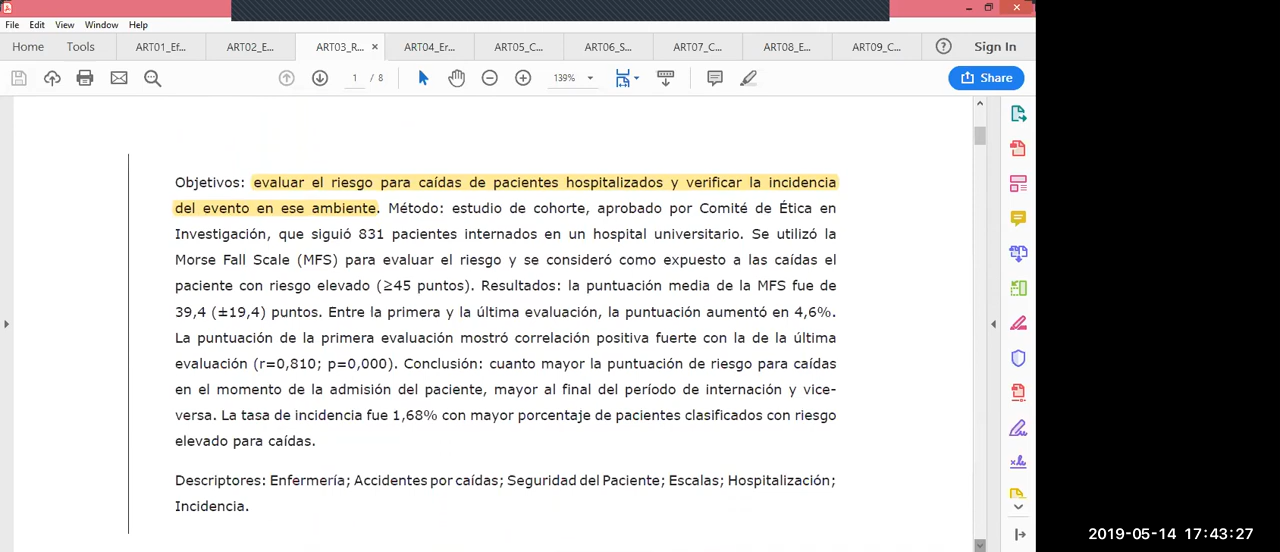 File Edit View Window Help
Home Tools ART01_Ef... ART02_E... ART03_R... × ART04_Er... ART05_C... ART06_S... ART07_C... ART08_E... ART09_C... ? Sign In
1 / 8 139% Share
Objetivos: evaluar el riesgo para caídas de pacientes hospitalizados y verificar la incidencia
del evento en ese ambiente. Método: estudio de cohorte, aprobado por Comité de Ética en
Investigación, que siguió 831 pacientes internados en un hospital universitario. Se utilizó la
Morse Fall Scale (MFS) para evaluar el riesgo y se consideró como expuesto a las caídas el
paciente con riesgo elevado (≥45 puntos). Resultados: la puntuación media de la MFS fue de
39,4 (±19,4) puntos. Entre la primera y la última evaluación, la puntuación aumentó en 4,6%.
La puntuación de la primera evaluación mostró correlación positiva fuerte con la de la última
evaluación (r=0,810; p=0,000). Conclusión: cuanto mayor la puntuación de riesgo para caídas
en el momento de la admisión del paciente, mayor al final del período de internación y vice-
versa. La tasa de incidencia fue 1,68% con mayor porcentaje de pacientes clasificados con riesgo
elevado para caídas.
Descriptores: Enfermería; Accidentes por caídas; Seguridad del Paciente; Escalas; Hospitalización;
Incidencia.
2019-05-14 17:43:27